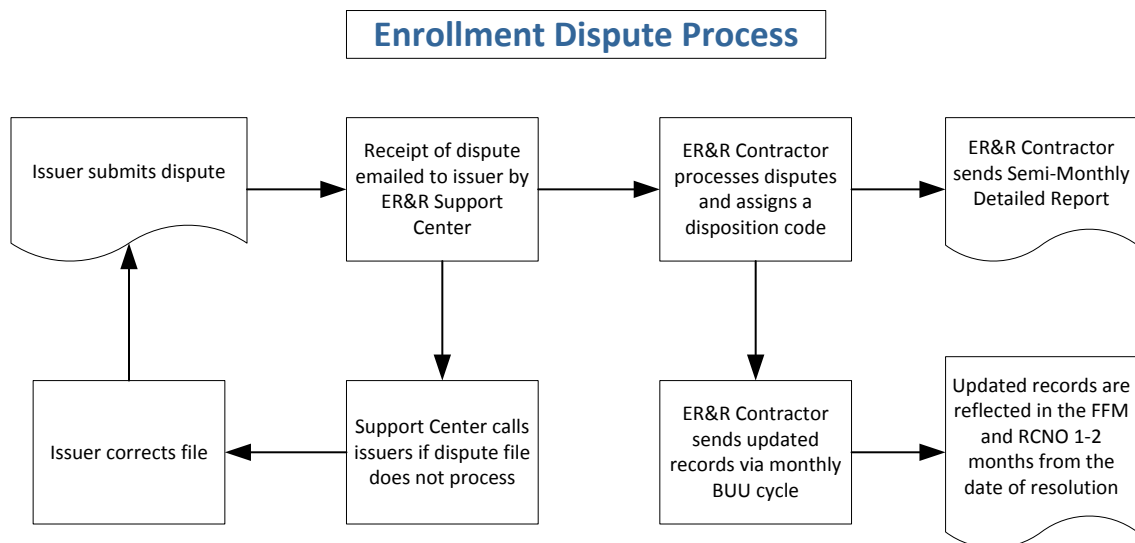 Enrollment Dispute Process
Issuer submits dispute
Receipt of dispute
emailed to issuer by
ER&R Support
Center
ER&R Contractor
processes disputes
and assigns a
disposition code
ER&R Contractor
sends Semi-Monthly
Detailed Report
Issuer corrects file
Support Center calls
issuers if dispute file
does not process
ER&R Contractor
sends updated
records via monthly
BUU cycle
Updated records are
reflected in the FFM
and RCNO 1-2
months from the
date of resolution